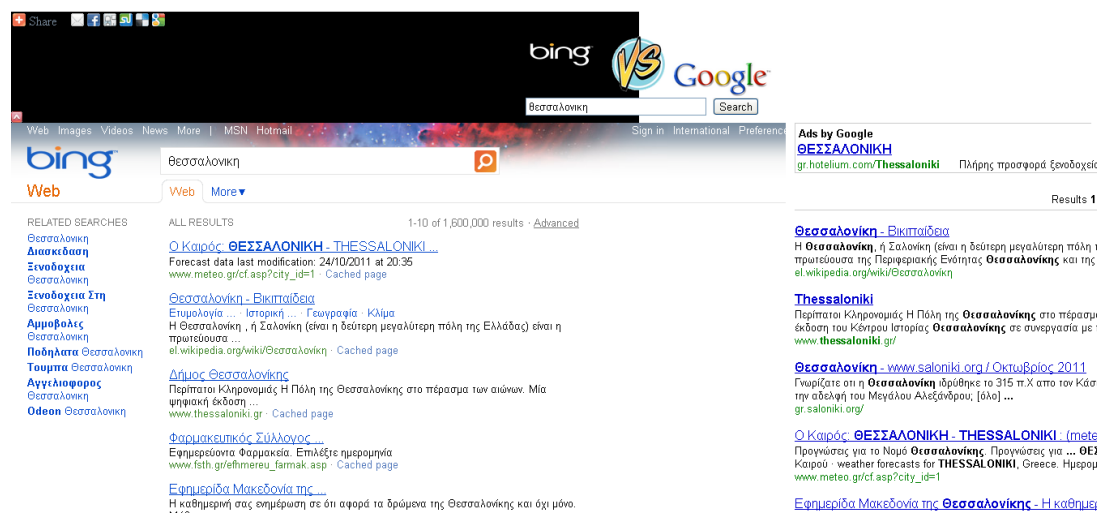 Share
bing
VS
Google
θεσσαλονικη
Search
Web Images Videos News More | MSN Hotmail
Sign in International Preference
bing
θεσσαλονικη
Web
Web More▼
RELATED SEARCHES
Θεσσαλονικη
Διασκεδαση
Ξενοδοχεια
Θεσσαλονικη
Ξενοδοχεια Στη
Θεσσαλονικη
Αμμοβολες
Θεσσαλονικη
Ποδηλατα Θεσσαλονικη
Τουμπα Θεσσαλονικη
Αγγελιοφορος
Θεσσαλονικη
Odeon Θεσσαλονικη
ALL RESULTS
1-10 of 1,600,000 results · Advanced
Ο Καιρός: ΘΕΣΣΑΛΟΝΙΚΗ - THESSALONIKI ...
Forecast data last modification: 24/10/2011 at 20:35
www.meteo.gr/cf.asp?city_id=1 · Cached page
Θεσσαλονίκη - Βικιπαίδεια
Ετυμολογία ... · Ιστορική ... · Γεωγραφία · Κλίμα
Η Θεσσαλονίκη , ή Σαλονίκη (είναι η δεύτερη μεγαλύτερη πόλη της Ελλάδας) είναι η
πρωτεύουσα ...
el.wikipedia.org/wiki/Θεσσαλονίκη · Cached page
Δήμος Θεσσαλονίκης
Περίπατοι Κληρονομιάς Η Πόλη της Θεσσαλονίκης στο πέρασμα των αιώνων. Μία
ψηφιακή έκδοση ...
www.thessaloniki.gr · Cached page
Φαρμακευτικός Σύλλογος ...
Εφημερεύοντα Φαρμακεία. Επιλέξτε ημερομηνία
www.fsth.gr/efhmereu_farmak.asp · Cached page
Εφημερίδα Μακεδονία της ...
Η καθημερινή σας ενημέρωση σε ότι αφορά τα δρώμενα της Θεσσαλονίκης και όχι μόνο.
Ads by Google
ΘΕΣΣΑΛΟΝΙΚΗ
gr.hotelium.com/Thessaloniki Πλήρης προσφορά ξενοδοχεί
Results 1
Θεσσαλονίκη - Βικιπαίδεια
Η Θεσσαλονίκη, ή Σαλονίκη (είναι η δεύτερη μεγαλύτερη πόλη τ
πρωτεύουσα της Περιφερειακής Ενότητας Θεσσαλονίκης και της
el.wikipedia.org/wiki/Θεσσαλονίκη
Thessaloniki
Περίπατοι Κληρονομιάς Η Πόλη της Θεσσαλονίκης στο πέρασμ
έκδοση του Κέντρου Ιστορίας Θεσσαλονίκης σε συνεργασία με τ
www.thessaloniki.gr/
Θεσσαλονίκη - www.saloniki.org / Οκτωβρίος 2011
Γνωρίζατε οτι η Θεσσαλονίκη ιδρύθηκε το 315 π.Χ απο τον Κάσ
την αδελφή του Μεγάλου Αλεξάνδρου; [όλο] ...
gr.saloniki.org/
Ο Καιρός: ΘΕΣΣΑΛΟΝΙΚΗ - THESSALONIKI : (mete
Προγνώσεις για το Νομό Θεσσαλονίκης. Προγνώσεις για ... ΘΕΣ
Καιρού · weather forecasts for THESSALONIKI, Greece. Ημερομ
www.meteo.gr/cf.asp?city_id=1
Εφημερίδα Μακεδονία της Θεσσαλονίκης - Η καθημερ